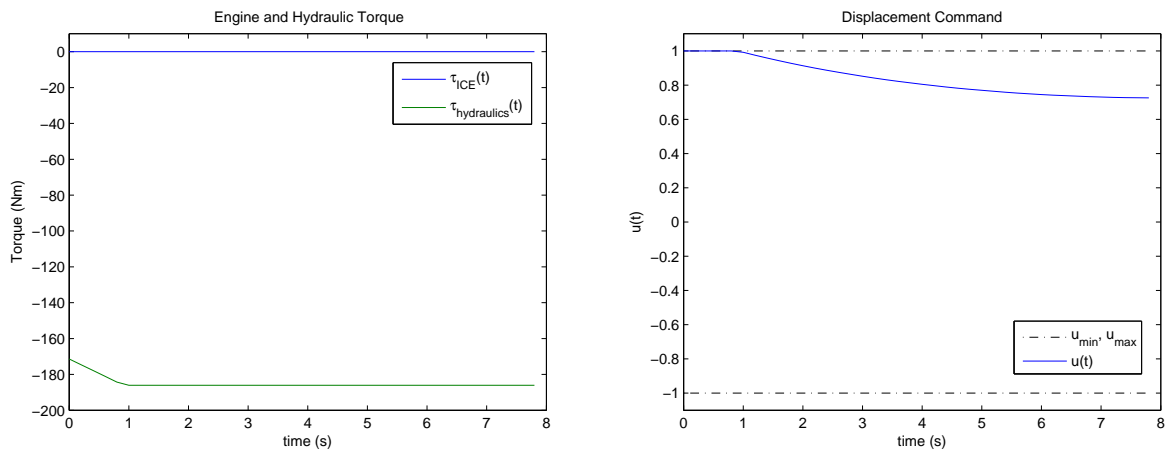 Engine and Hydraulic Torque
0
−20
−40
−60
−80
−100
−120
−140
−160
−180
−200
Torque (Nm)
0 1 2 3 4 5 6 7 8
time (s)
τICE(t)
τhydraulics(t)
Displacement Command
1
0.8
0.6
0.4
0.2
0
−0.2
−0.4
−0.6
−0.8
−1
u(t)
0 1 2 3 4 5 6 7 8
time (s)
umin, umax
u(t)